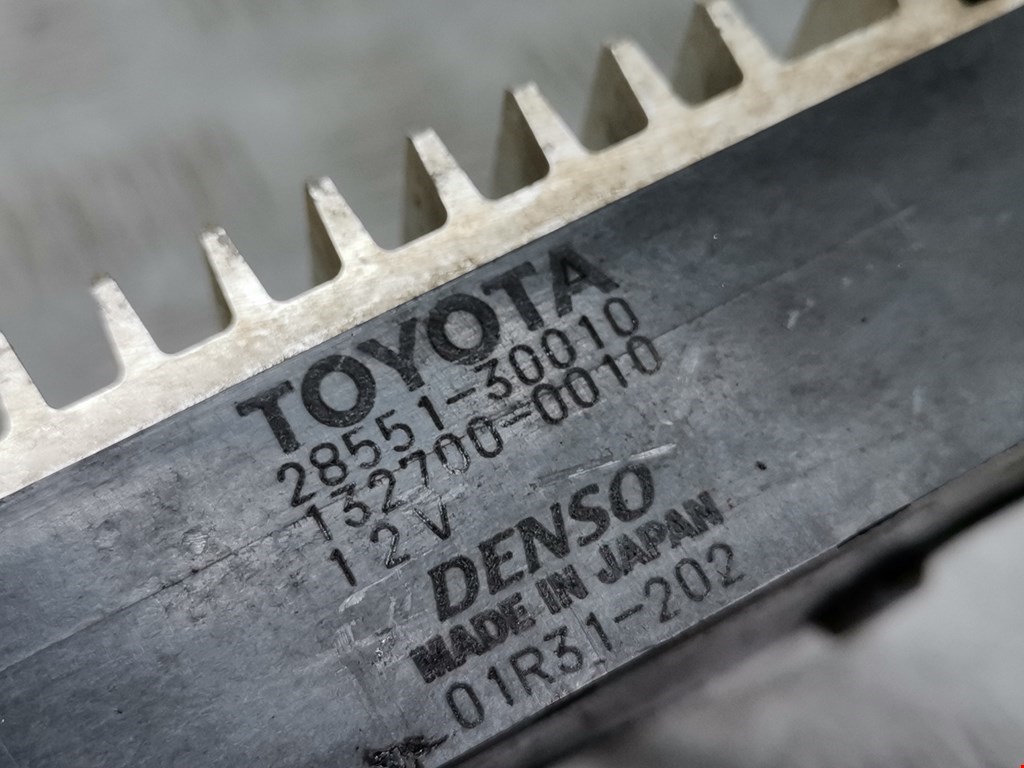 TOYOTA
28551-30010
132700-0010
12V
DENSO
MADE IN JAPAN
01R31-202